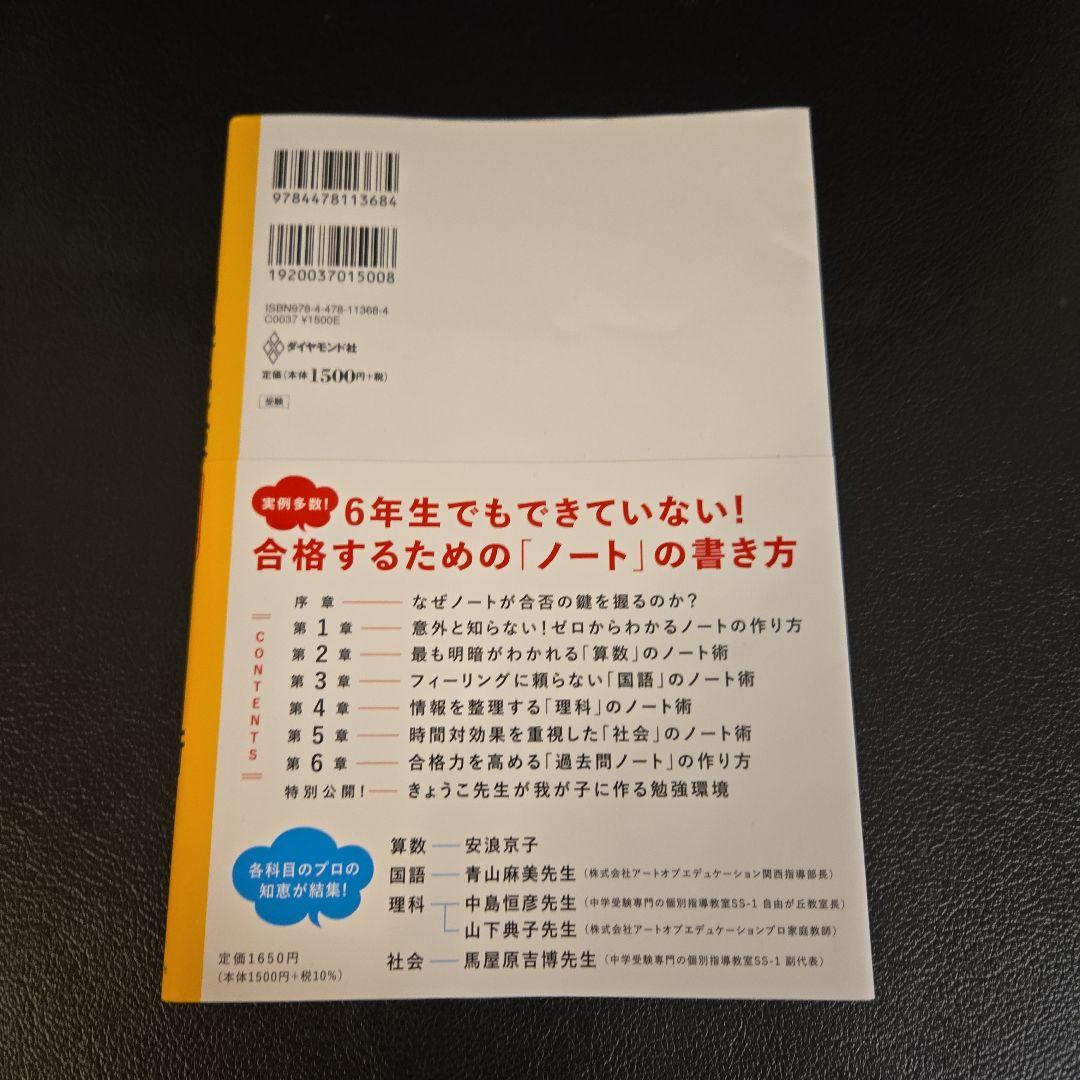 9784478113684
1920037015008
ISBN978-4-478-11368-4
C0037 ¥1500E
ダイヤモンド社
定価(本体1500円+税)
受験
実例多数!
6年生でもできていない!
合格するための「ノート」の書き方
CONTENTS
序章 なぜノートが合否の鍵を握るのか?
第1章 意外と知らない!ゼロからわかるノートの作り方
第2章 最も明暗がわかれる「算数」のノート術
第3章 フィーリングに頼らない「国語」のノート術
第4章 情報を整理する「理科」のノート術
第5章 時間対効果を重視した「社会」のノート術
第6章 合格力を高める「過去問ノート」の作り方
特別公開! きょうこ先生が我が子に作る勉強環境
各科目のプロの
知恵が結集!
算数 安浪京子
国語 青山麻美先生(株式会社アートオブエデュケーション関西指導部長)
理科 中島恒彦先生(中学受験専門の個別指導教室SS-1 自由が丘教室長)
山下典子先生(株式会社アートオブエデュケーションプロ家庭教師)
社会 馬屋原吉博先生(中学受験専門の個別指導教室SS-1 副代表)
定価1650円
(本体1500円+税10%)